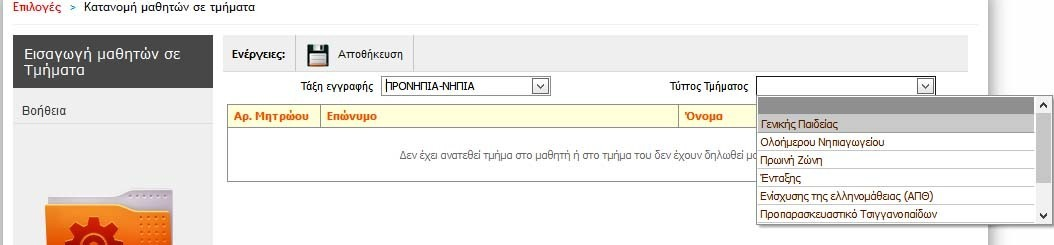 Επιλογές > Κατανομή μαθητών σε τμήματα
Εισαγωγή μαθητών σε Τμήματα
Βοήθεια
Ενέργειες: Αποθήκευση
Τάξη εγγραφής ΠΡΟΝΗΠΙΑ-ΝΗΠΙΑ Τύπος Τμήματος
Αρ. Μητρώου Επώνυμο Όνομα
Δεν έχει ανατεθεί τμήμα στο μαθητή ή στο τμήμα του δεν έχουν δηλωθεί
Γενικής Παιδείας
Ολοήμερου Νηπιαγωγείου
Πρωινή Ζώνη
Ένταξης
Ενίσχυσης της ελληνομάθειας (ΑΠΘ)
Προπαρασκευαστικό Τσιγγανοπαίδων